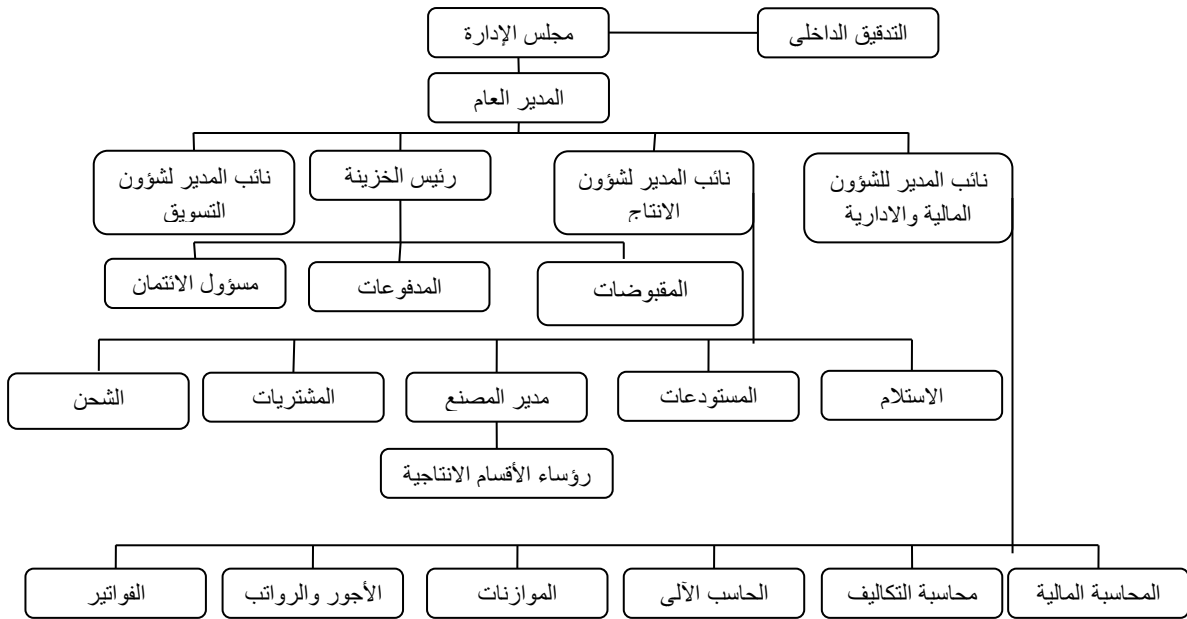 مجلس الإدارة
التدقيق الداخلى
المدير العام
نائب المدير للشؤون
المالية والادارية
نائب المدير لشؤون
الانتاج
رئيس الخزينة
نائب المدير لشؤون
التسويق
المقبوضات
المدفوعات
مسؤول الائتمان
الاستلام
المستودعات
مدير المصنع
المشتريات
الشحن
رؤساء الأقسام الانتاجية
المحاسبة المالية
محاسبة التكاليف
الحاسب الآلى
الموازنات
الأجور والرواتب
الفواتير